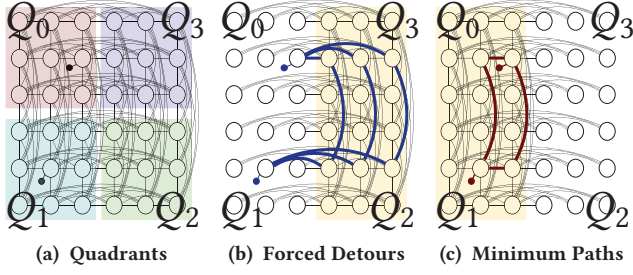 Q0 Q3 Q0 Q3 Q0 Q3
Q1 Q2 Q1 Q2 Q1 Q2
(a) Quadrants (b) Forced Detours (c) Minimum Paths